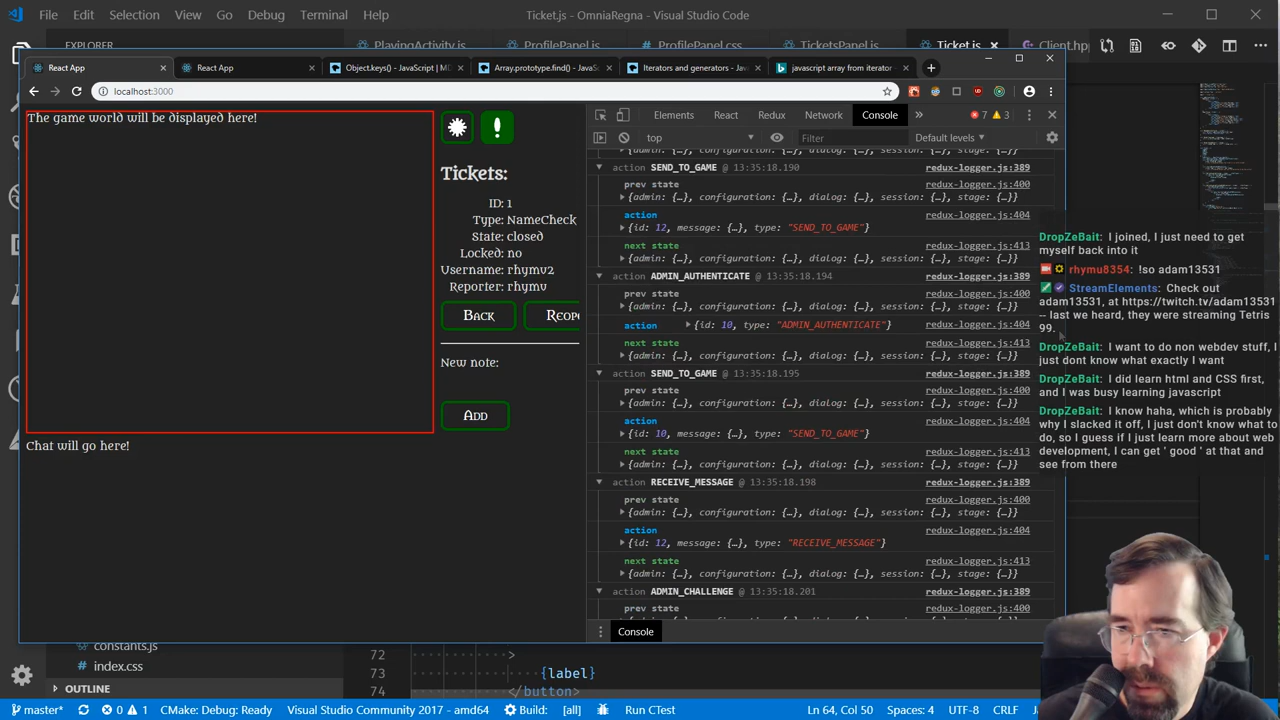 File Edit Selection View Go Debug Terminal Help
Ticket.js - OmniaRegna - Visual Studio Code
EXPLORER
PlayingActivity.js ProfilePanel.js ProfilePanel.css TicketsPanel.js Ticket.js Client.hpp
React App
React App
Object.keys() - JavaScript | MD
Array.prototype.find() - JavaScri
Iterators and generators - Java
javascript array from iterator
localhost:3000
The game world will be displayed here!
Tickets:
ID: 1
Type: NameCheck
State: closed
Locked: no
Username: rhymv2
Reporter: rhymv
Back Reop
New note:
Add
Chat will go here!
Elements React Redux Network Console » 7 3
top Filter Default levels
{admin: {…}, configuration: {…}, dialog: {…}, session: {…}, stage: {…}}
action SEND_TO_GAME @ 13:35:18.190 redux-logger.js:389
prev state redux-logger.js:400
{admin: {…}, configuration: {…}, dialog: {…}, session: {…}, stage: {…}}
action redux-logger.js:404
{id: 12, message: {…}, type: "SEND_TO_GAME"}
next state redux-logger.js:413
{admin: {…}, configuration: {…}, dialog: {…}, session: {…}, stage: {…}}
action ADMIN_AUTHENTICATE @ 13:35:18.194 redux-logger.js:389
prev state redux-logger.js:400
{admin: {…}, configuration: {…}, dialog: {…}, session: {…}, stage: {…}}
action {id: 10, type: "ADMIN_AUTHENTICATE"} redux-logger.js:404
next state redux-logger.js:413
{admin: {…}, configuration: {…}, dialog: {…}, session: {…}, stage: {…}}
action SEND_TO_GAME @ 13:35:18.195 redux-logger.js:389
prev state redux-logger.js:400
{admin: {…}, configuration: {…}, dialog: {…}, session: {…}, stage: {…}}
action redux-logger.js:404
{id: 10, message: {…}, type: "SEND_TO_GAME"}
next state redux-logger.js:413
{admin: {…}, configuration: {…}, dialog: {…}, session: {…}, stage: {…}}
action RECEIVE_MESSAGE @ 13:35:18.198 redux-logger.js:389
prev state redux-logger.js:400
{admin: {…}, configuration: {…}, dialog: {…}, session: {…}, stage: {…}}
action redux-logger.js:404
{id: 12, message: {…}, type: "RECEIVE_MESSAGE"}
next state redux-logger.js:413
{admin: {…}, configuration: {…}, dialog: {…}, session: {…}, stage: {…}}
action ADMIN_CHALLENGE @ 13:35:18.201 redux-logger.js:389
prev state redux-logger.js:400
Console
DropZeBait: I joined, I just need to get
myself back into it
rhymu8354: !so adam13531
StreamElements: Check out
adam13531, at https://twitch.tv/adam13531
-- last we heard, they were streaming Tetris
99.
DropZeBait: I want to do non webdev stuff, I
just dont know what exactly I want
DropZeBait: I did learn html and CSS first,
and I was busy learning javascript
DropZeBait: I know haha, which is probably
why I slacked it off, I just don't know what to
do, so I guess if I just learn more about web
development, I can get ' good ' at that and
see from there
constants.js
index.css
OUTLINE
72 >
73 {label}
74 </button>
master* 0 1 CMake: Debug: Ready Visual Studio Community 2017 - amd64 Build: [all] Run CTest Ln 64, Col 50 Spaces: 4 UTF-8 CRLF